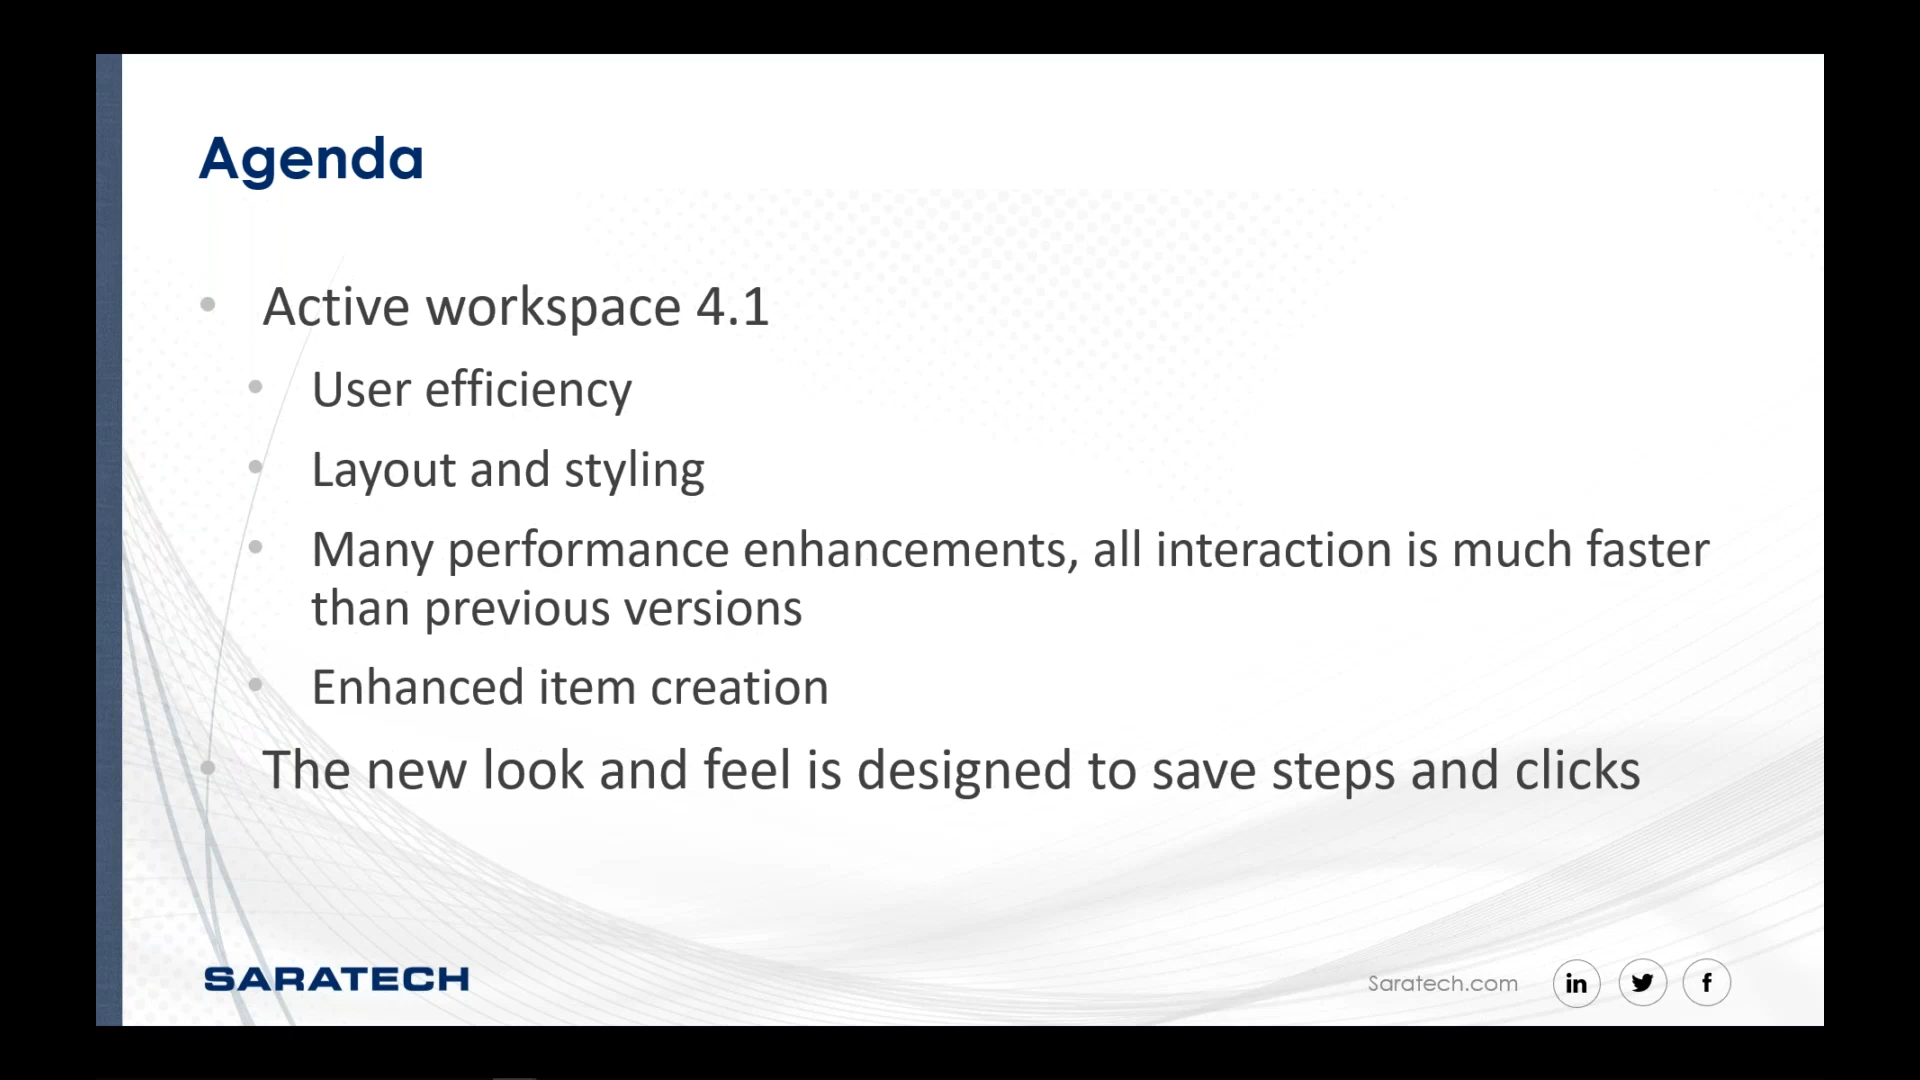 Agenda
• Active workspace 4.1
• User efficiency
• Layout and styling
• Many performance enhancements, all interaction is much faster
than previous versions
• Enhanced item creation
• The new look and feel is designed to save steps and clicks
SARATECH
Saratech.com in f